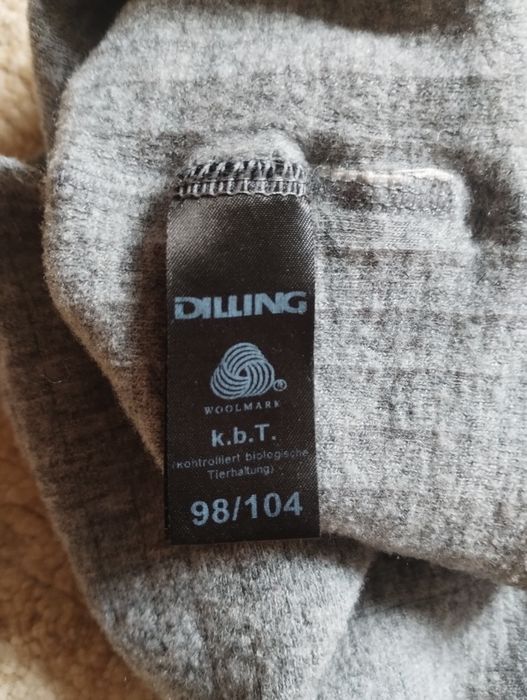 DILLING
WOOLMARK
k.b.T.
(kontrolliert biologische
Tierhaltung)
98/104